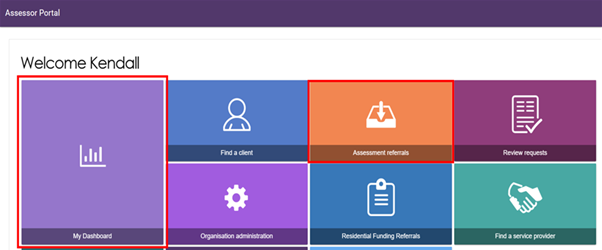 Assessor Portal
Welcome Kendall
Find a client
Assessment referrals
Review requests
My Dashboard
Organisation administration
Residential Funding Referrals
Find a service provider